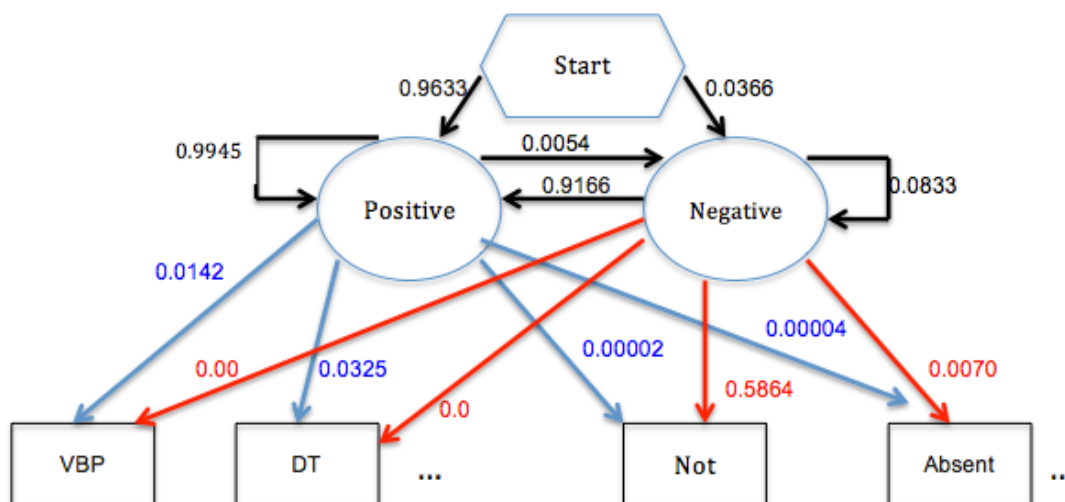 Start
0.9633
0.0366
0.9945
0.0054
0.9166
0.0833
Positive
Negative
0.0142
0.00
0.0325
0.0
0.00002
0.5864
0.00004
0.0070
VBP
DT
...
Not
Absent
..